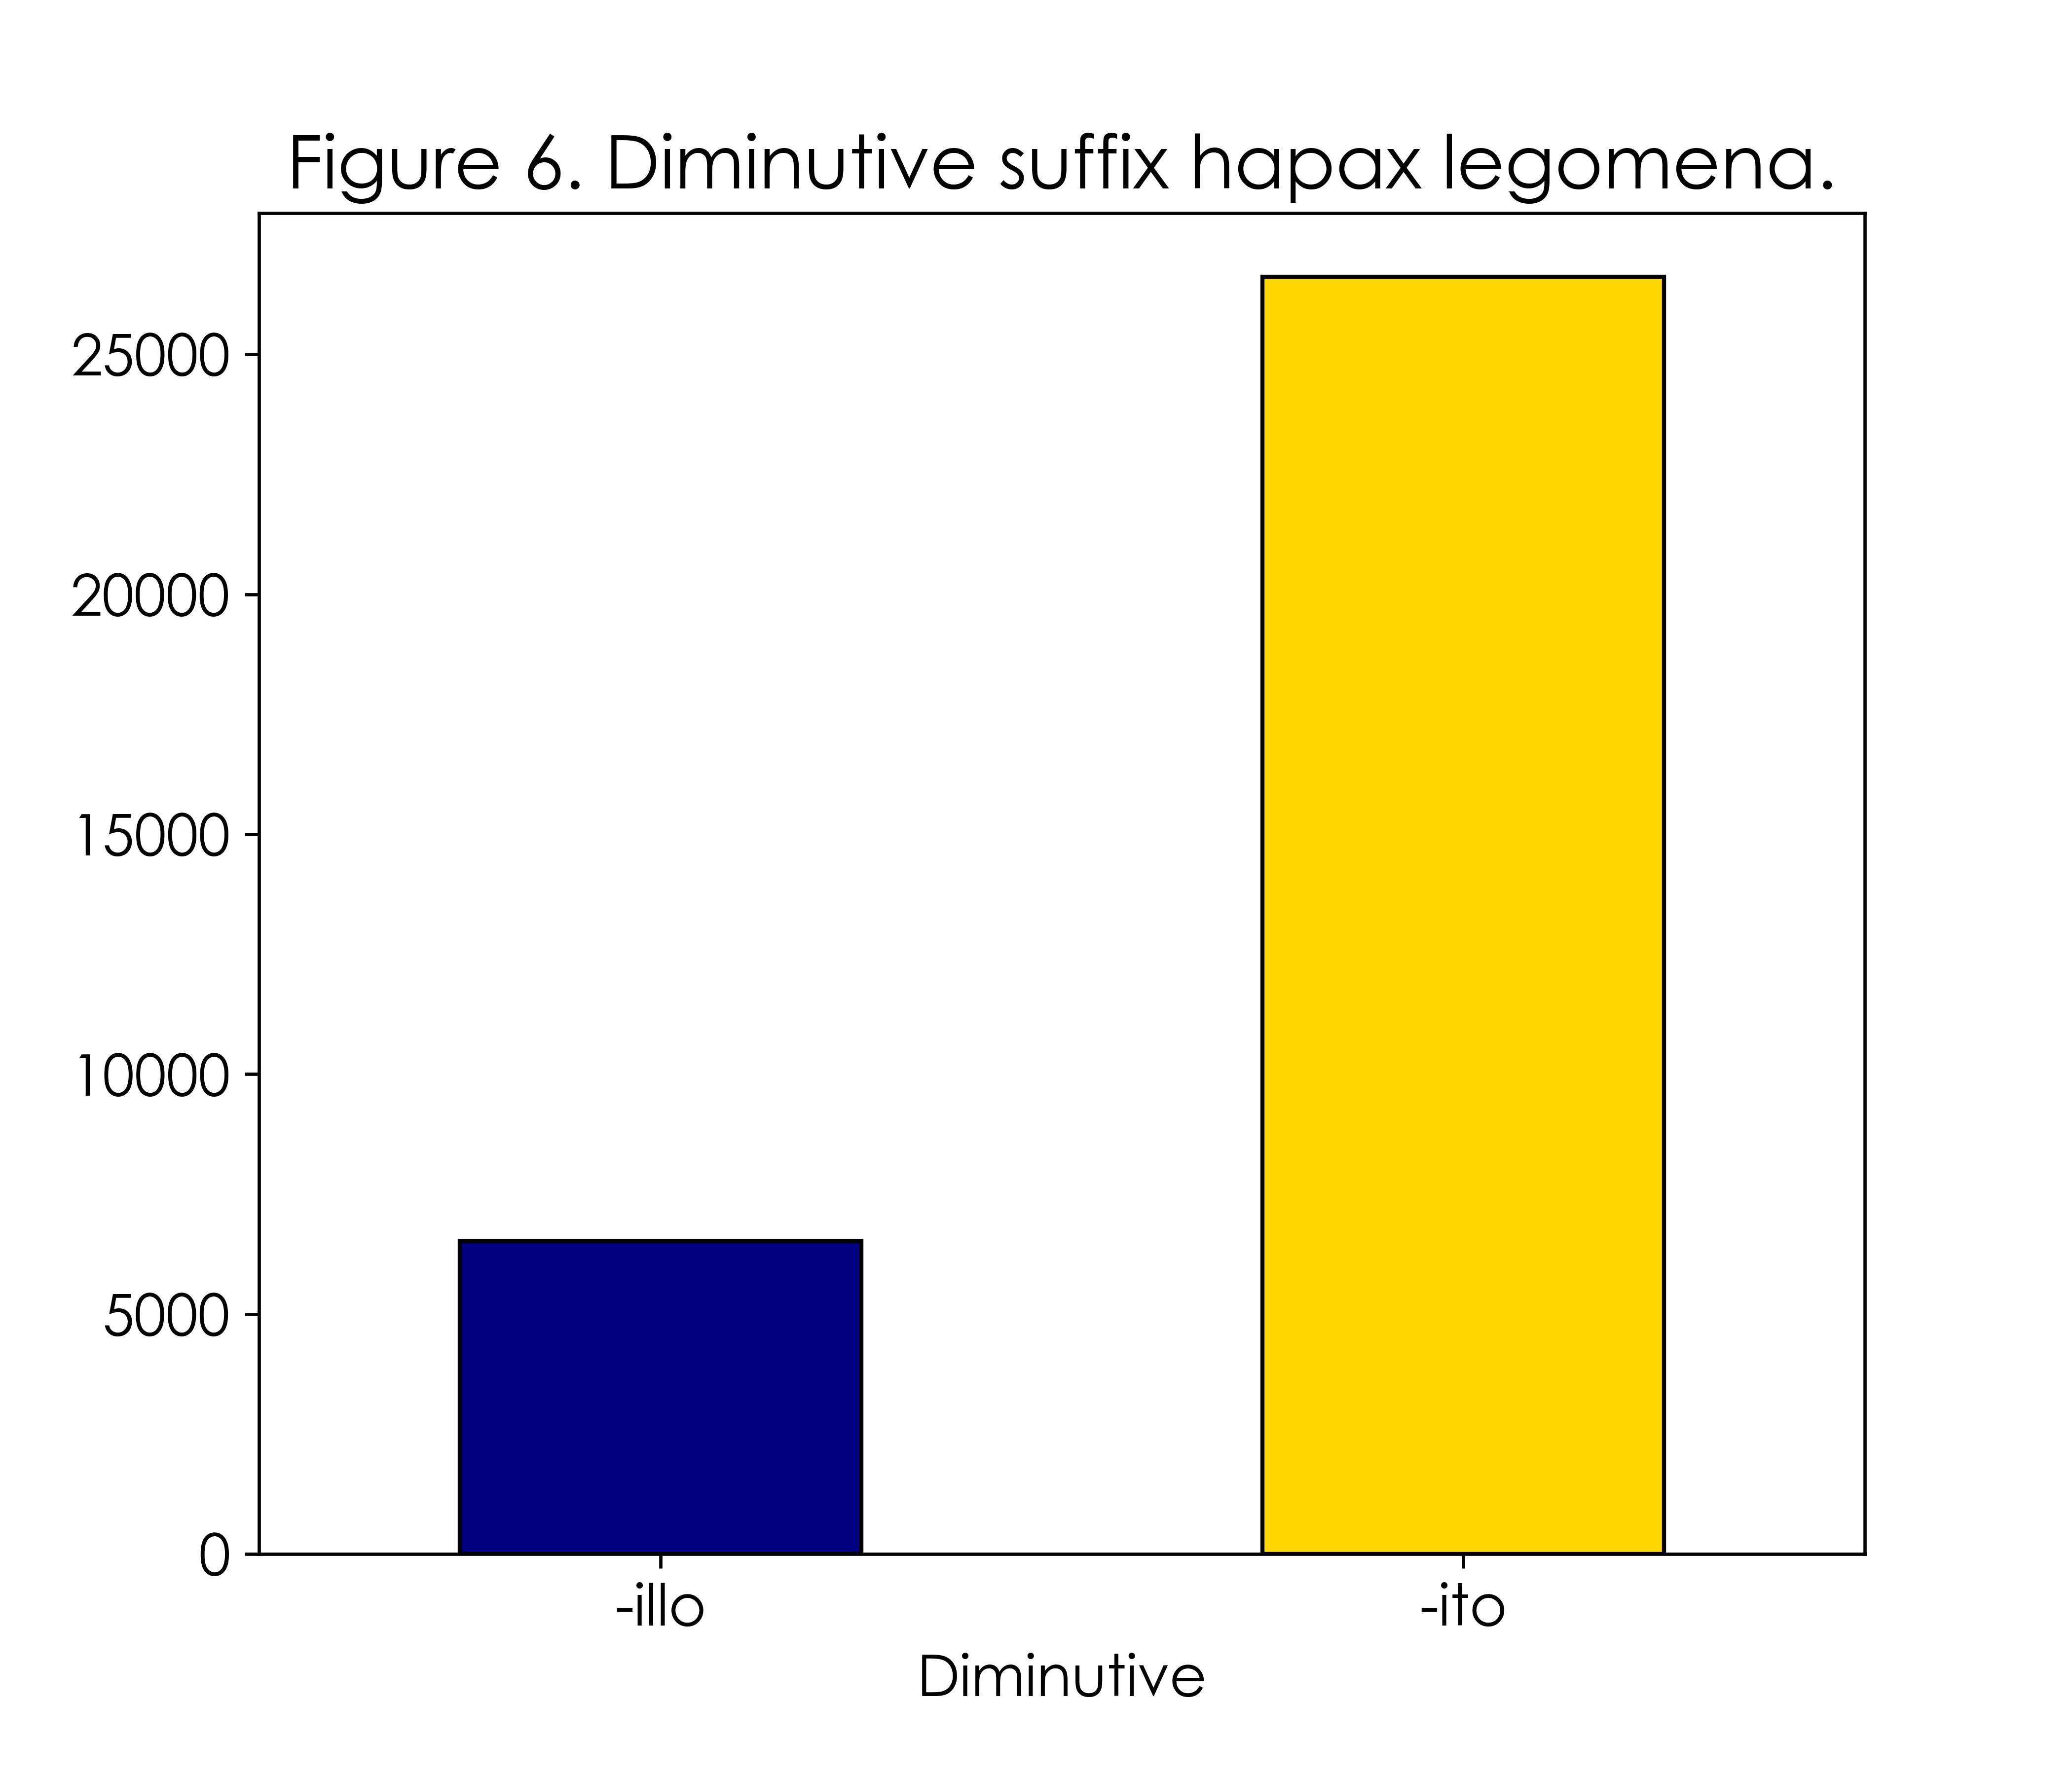 Figure 6. Diminutive suffix hapax legomena.
25000
20000
15000
10000
5000
0
-illo
-ito
Diminutive